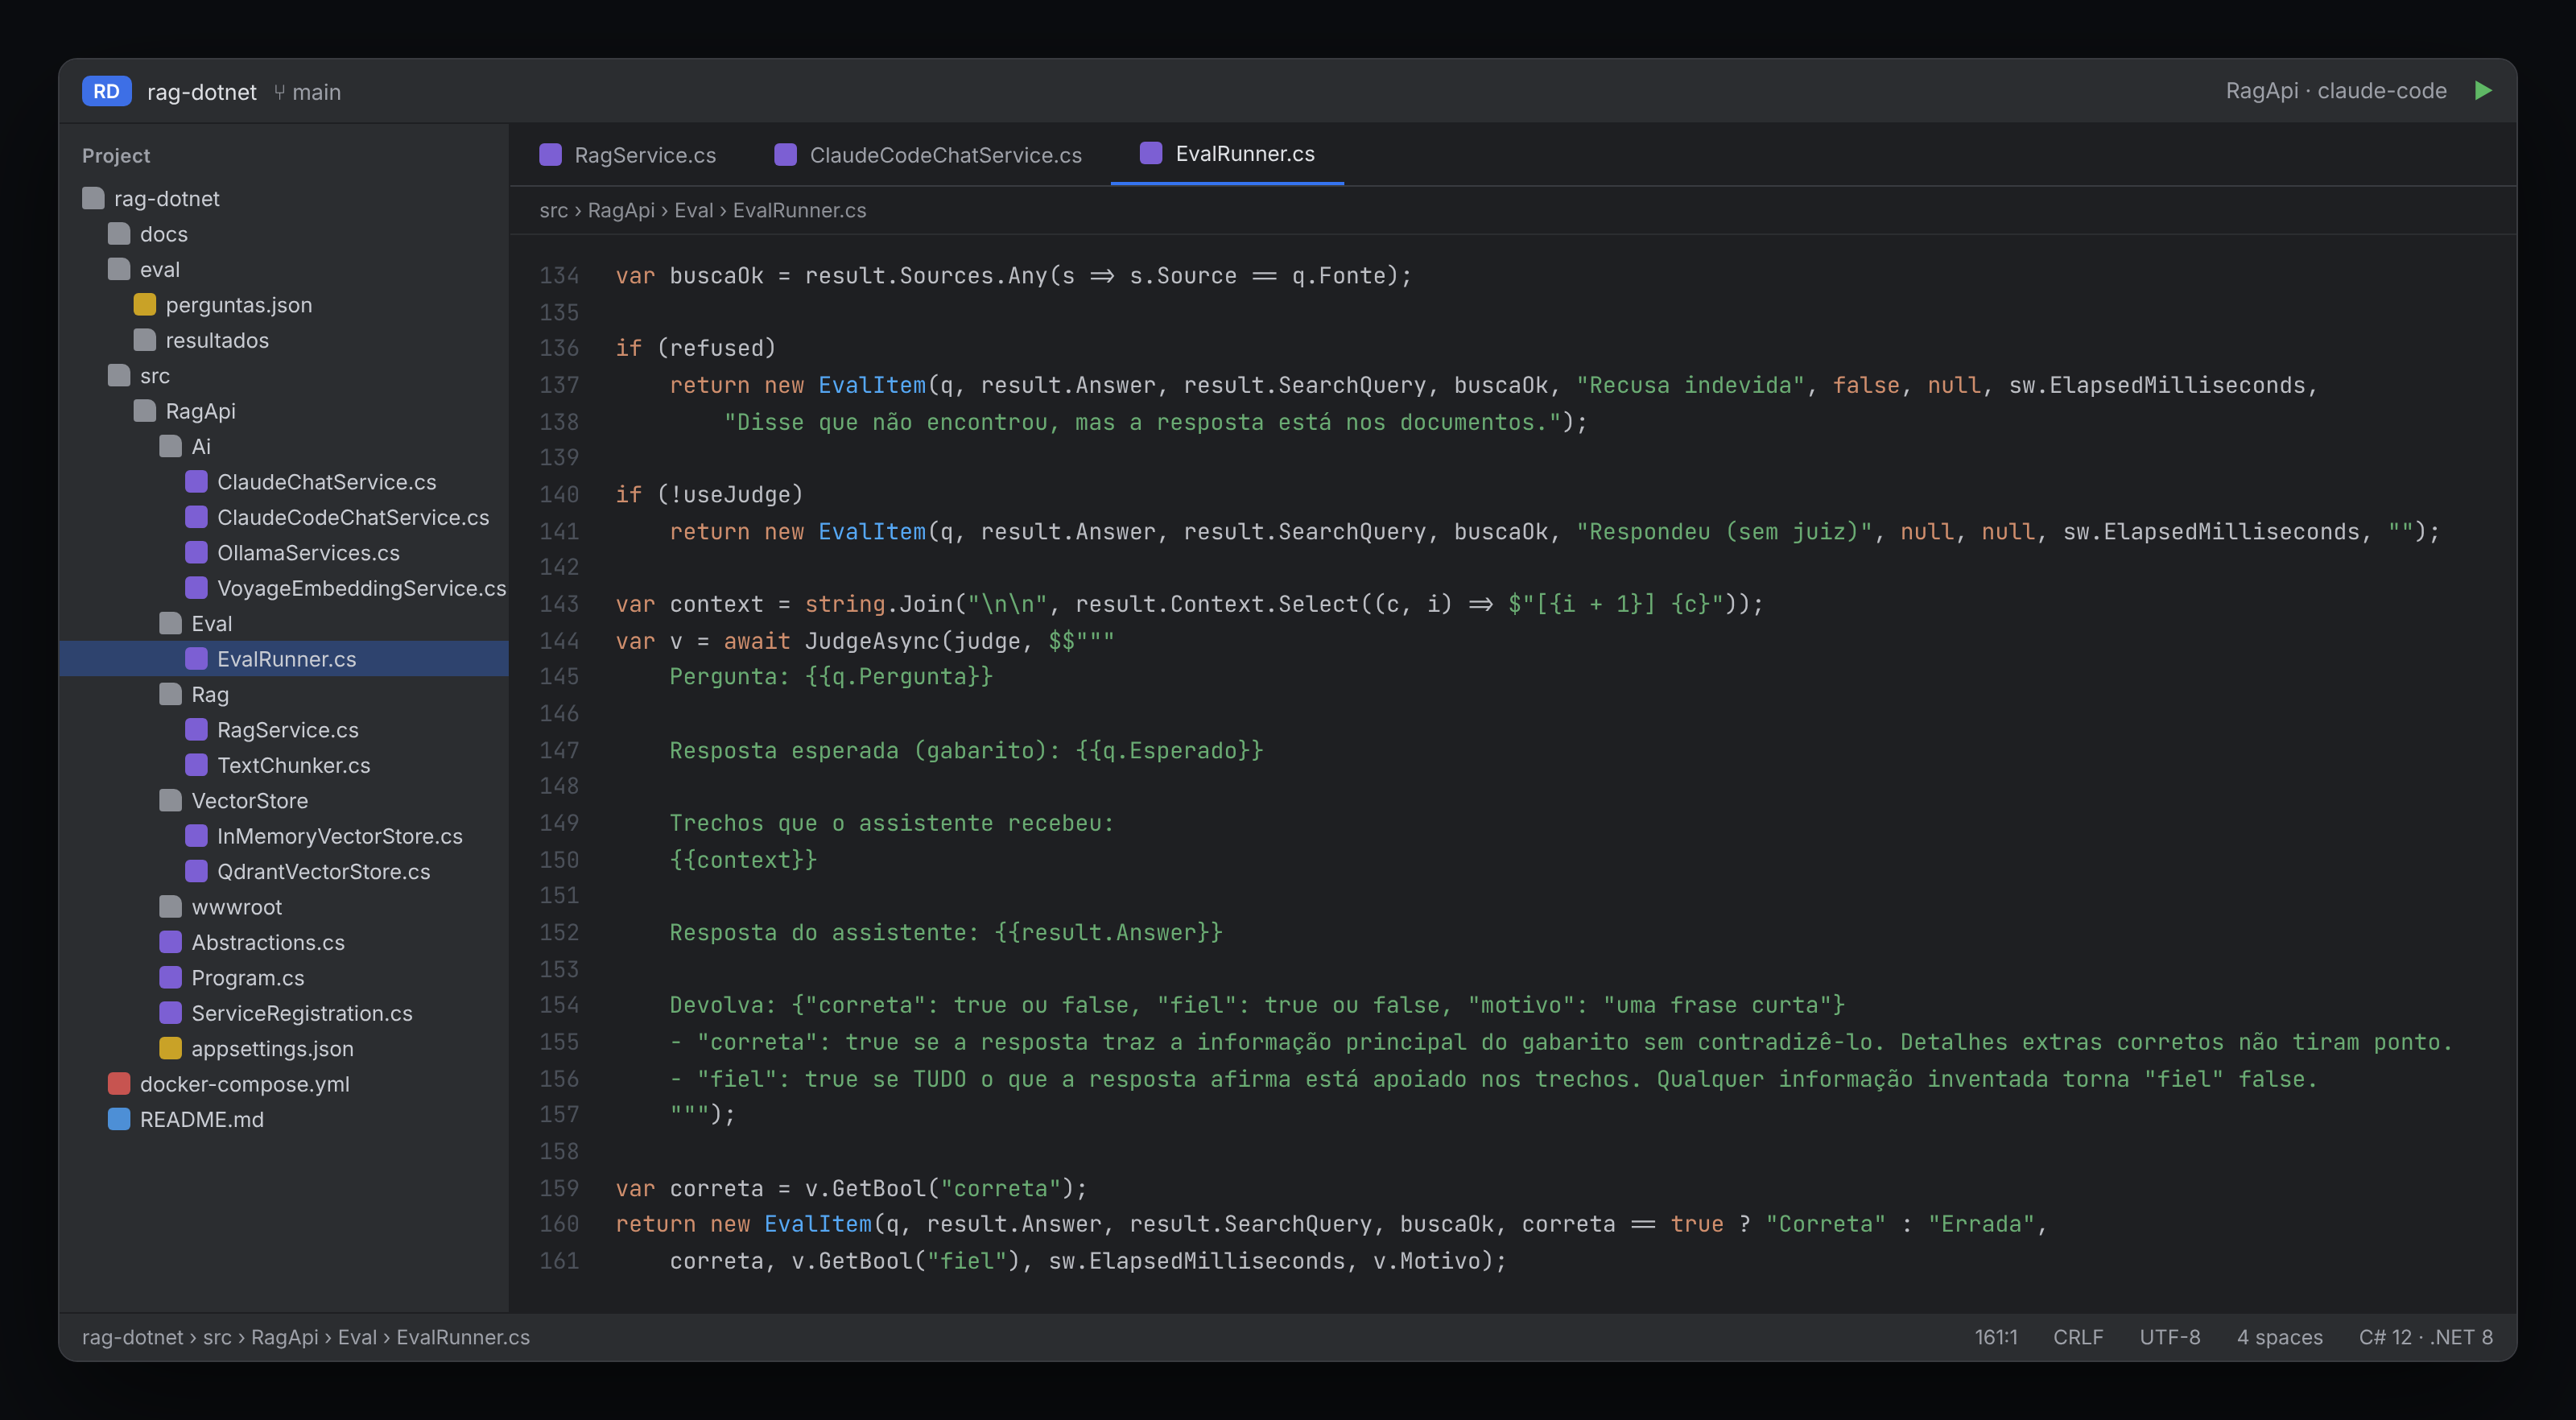 RD rag-dotnet main
RagApi · claude-code
Project
rag-dotnet
docs
eval
perguntas.json
resultados
src
RagApi
Ai
ClaudeChatService.cs
ClaudeCodeChatService.cs
OllamaServices.cs
VoyageEmbeddingService.cs
Eval
EvalRunner.cs
Rag
RagService.cs
TextChunker.cs
VectorStore
InMemoryVectorStore.cs
QdrantVectorStore.cs
wwwroot
Abstractions.cs
Program.cs
ServiceRegistration.cs
appsettings.json
docker-compose.yml
README.md
RagService.cs ClaudeCodeChatService.cs EvalRunner.cs
src › RagApi › Eval › EvalRunner.cs
134 var buscaOk = result.Sources.Any(s => s.Source == q.Fonte);
135
136 if (refused)
137     return new EvalItem(q, result.Answer, result.SearchQuery, buscaOk, "Recusa indevida", false, null, sw.ElapsedMilliseconds,
138         "Disse que não encontrou, mas a resposta está nos documentos.");
139
140 if (!useJudge)
141     return new EvalItem(q, result.Answer, result.SearchQuery, buscaOk, "Respondeu (sem juiz)", null, null, sw.ElapsedMilliseconds, "");
142
143 var context = string.Join("\n\n", result.Context.Select((c, i) => $"[{i + 1}] {c}"));
144 var v = await JudgeAsync(judge, $$"""
145     Pergunta: {{q.Pergunta}}
146
147     Resposta esperada (gabarito): {{q.Esperado}}
148
149     Trechos que o assistente recebeu:
150     {{context}}
151
152     Resposta do assistente: {{result.Answer}}
153
154     Devolva: {"correta": true ou false, "fiel": true ou false, "motivo": "uma frase curta"}
155     - "correta": true se a resposta traz a informação principal do gabarito sem contradizê-lo. Detalhes extras corretos não tiram ponto.
156     - "fiel": true se TUDO o que a resposta afirma está apoiado nos trechos. Qualquer informação inventada torna "fiel" false.
157     """);
158
159 var correta = v.GetBool("correta");
160 return new EvalItem(q, result.Answer, result.SearchQuery, buscaOk, correta == true ? "Correta" : "Errada",
161     correta, v.GetBool("fiel"), sw.ElapsedMilliseconds, v.Motivo);
rag-dotnet › src › RagApi › Eval › EvalRunner.cs
161:1 CRLF UTF-8 4 spaces C# 12 · .NET 8